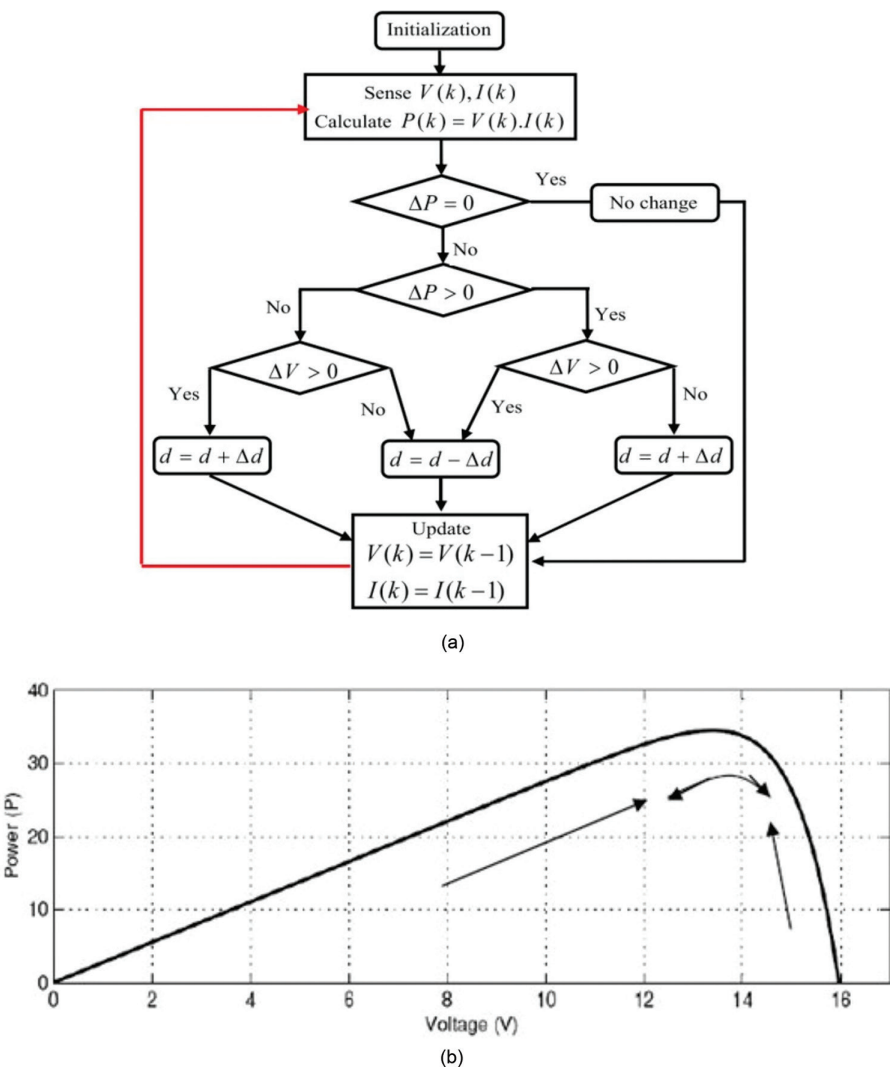 Initialization
Sense V(k), I(k)
Calculate P(k) = V(k).I(k)
ΔP = 0
Yes
No change
No
ΔP > 0
No
Yes
ΔV > 0
ΔV > 0
Yes
No
Yes
No
d = d + Δd
d = d − Δd
d = d + Δd
Update
V(k) = V(k − 1)
I(k) = I(k − 1)
(a)
40
30
20
10
0
Power (P)
0 2 4 6 8 10 12 14 16
Voltage (V)
(b)